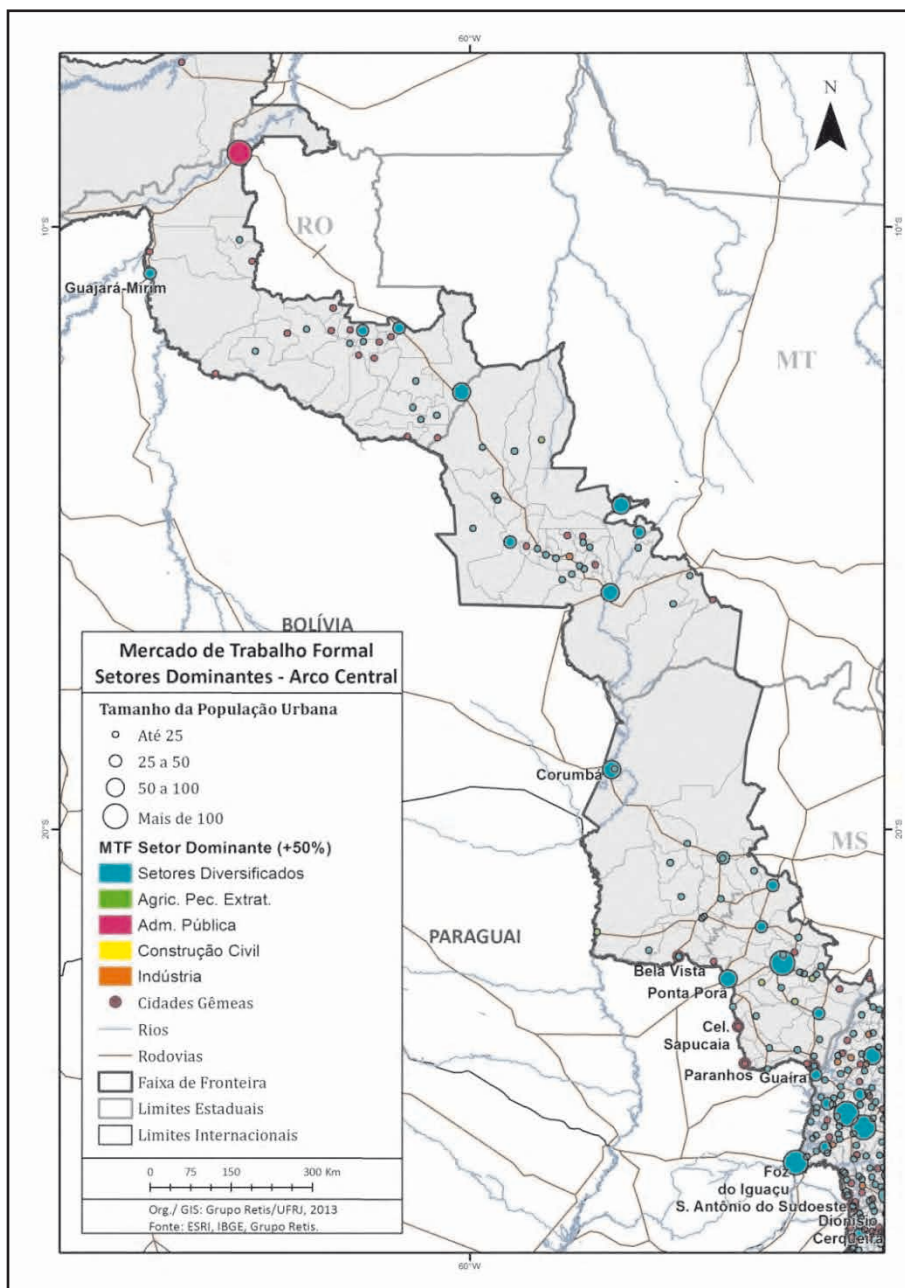 60°W
N
10°S
10°S
RO
Guajará-Mirim
MT
BOLÍVIA
Mercado de Trabalho Formal
Setores Dominantes - Arco Central
Tamanho da População Urbana
Até 25
25 a 50
50 a 100
Mais de 100
MTF Setor Dominante (+50%)
Setores Diversificados
Agric. Pec. Extrat.
Adm. Pública
Construção Civil
Indústria
Cidades Gêmeas
Rios
Rodovias
Faixa de Fronteira
Limites Estaduais
Limites Internacionais
0 75 150 300 Km
Org./ GIS: Grupo Retis/UFRJ, 2013
Fonte: ESRI, IBGE, Grupo Retis.
Corumbá
20°S
20°S
MS
PARAGUAI
Bela Vista
Ponta Porã
Cel.
Sapucaia
Paranhos
Guaíra
Foz
do Iguaçu
S. Antônio do Sudoeste
Dionísio
Cerqueira
60°W